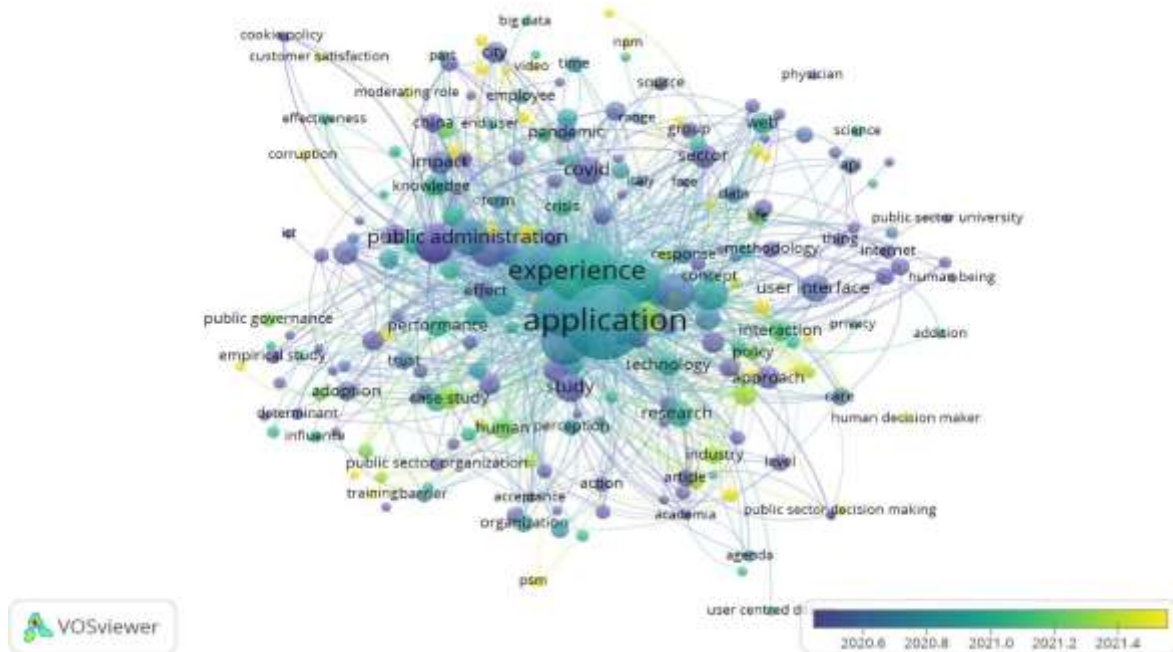 big data
cookie policy
city
npm
customer satisfaction
part
video
time
physician
moderating role
employee
source
effectiveness
china
end user
pandemic
range
group
web
science
corruption
impact
covid
sector
api
knowledge
italy
face
data
term
crisis
life
public sector university
ict
public administration
response
methodology
thing
internet
experience
concept
human being
effect
user interface
public governance
application
performance
interaction
privacy
addition
empirical study
trust
technology
policy
adoption
case study
study
approach
care
determinant
research
human decision maker
influence
human
perception
public sector organization
industry
level
trainingbarrier
action
article
acceptance
academia
public sector decision making
organization
agenda
psm
user centred d
VOSviewer
2020.6 2020.8 2021.0 2021.2 2021.4